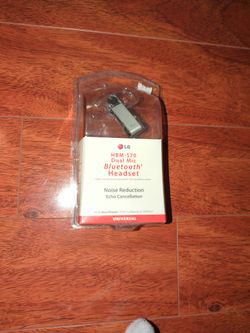 LG
HBM-570
Dual Mic
Bluetooth®
Headset
Noise Reduction
Echo Cancellation
UNIVERSAL